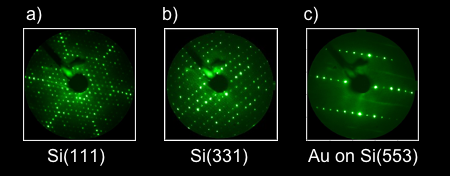 a)
b)
c)
Si(111)
Si(331)
Au on Si(553)